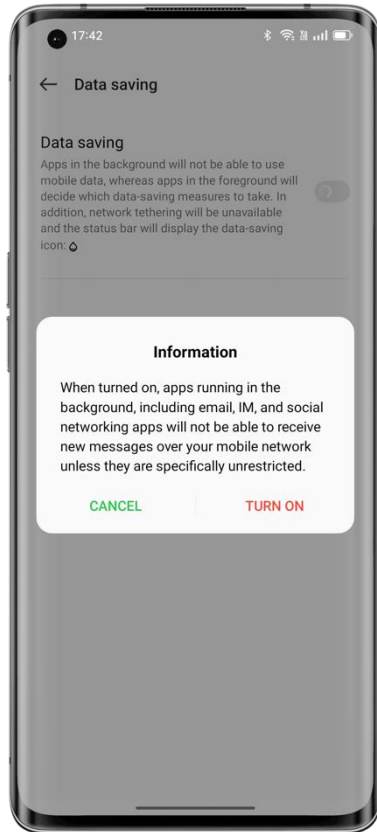 17:42
Data saving
Data saving
Apps in the background will not be able to use
mobile data, whereas apps in the foreground will
decide which data-saving measures to take. In
addition, network tethering will be unavailable
and the status bar will display the data-saving
icon:
Information
When turned on, apps running in the
background, including email, IM, and social
networking apps will not be able to receive
new messages over your mobile network
unless they are specifically unrestricted.
CANCEL TURN ON